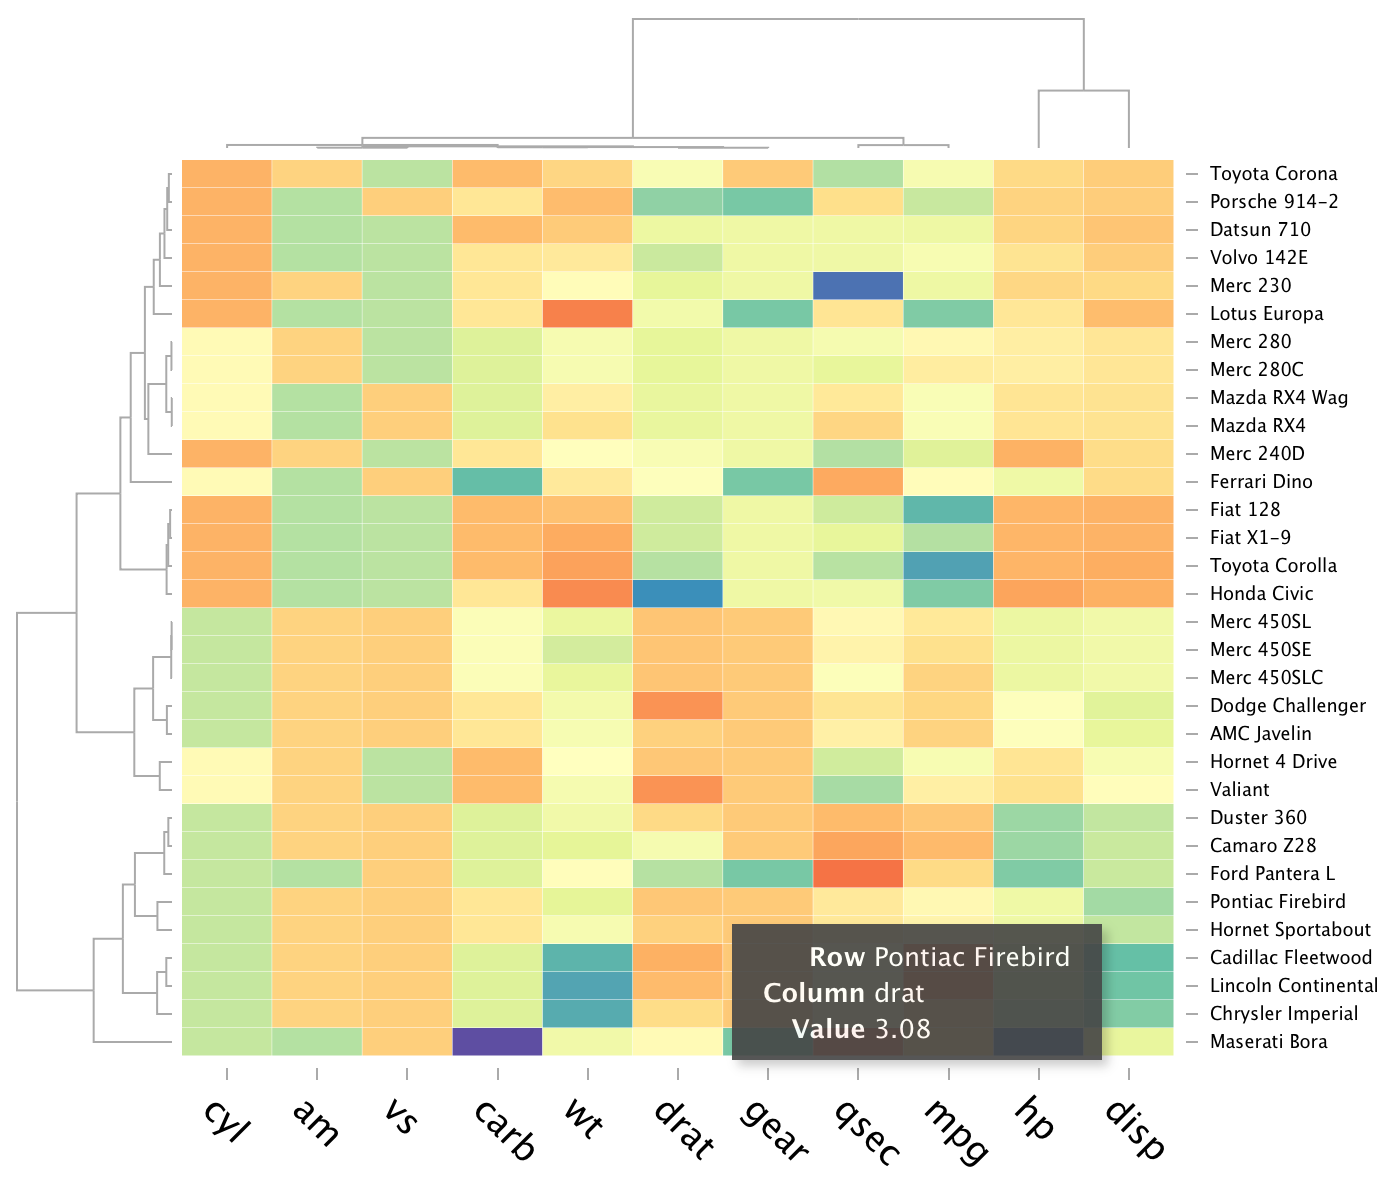 Toyota Corona
Porsche 914-2
Datsun 710
Volvo 142E
Merc 230
Lotus Europa
Merc 280
Merc 280C
Mazda RX4 Wag
Mazda RX4
Merc 240D
Ferrari Dino
Fiat 128
Fiat X1-9
Toyota Corolla
Honda Civic
Merc 450SL
Merc 450SE
Merc 450SLC
Dodge Challenger
AMC Javelin
Hornet 4 Drive
Valiant
Duster 360
Camaro Z28
Ford Pantera L
Pontiac Firebird
Hornet Sportabout
Cadillac Fleetwood
Lincoln Continental
Chrysler Imperial
Maserati Bora
Row Pontiac Firebird
Column drat
Value 3.08
cyl am vs carb wt drat gear qsec mpg hp disp